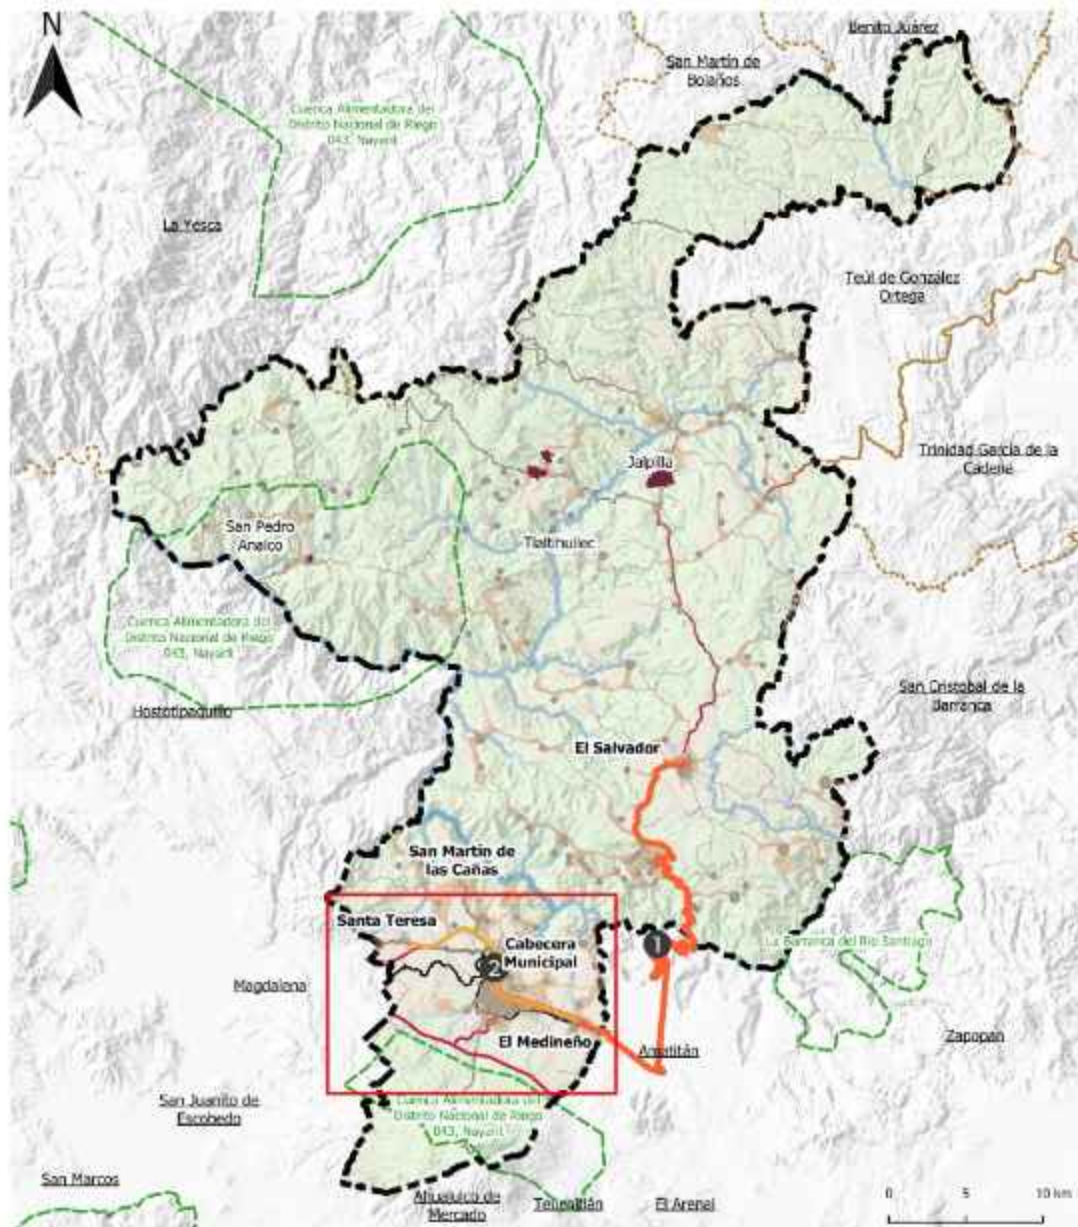 N
Benito Juárez
San Martín de
Bolaños
Cuenca Alimentadora del
Distrito Nacional de Riego
043, Nayarit
La Yesca
Teúl de González
Ortega
Trinidad García de la
Cadena
Jalpilla
San Pedro
Analco
Tlaltihuilec
Cuenca Alimentadora del
Distrito Nacional de Riego
043, Nayarit
Hostotipaquillo
San Cristobal de la
Barranca
El Salvador
San Martín de
las Cañas
Santa Teresa
Cabecera
Municipal
1
2
La Barranca del Río Santiago
Magdalena
Zapopan
El Medineño
Amatitán
San Juanito de
Escobedo
Cuenca Alimentadora del
Distrito Nacional de Riego
043, Nayarit
San Marcos
Ahualulco de
Mercado
El Arenal
0 5 10 km